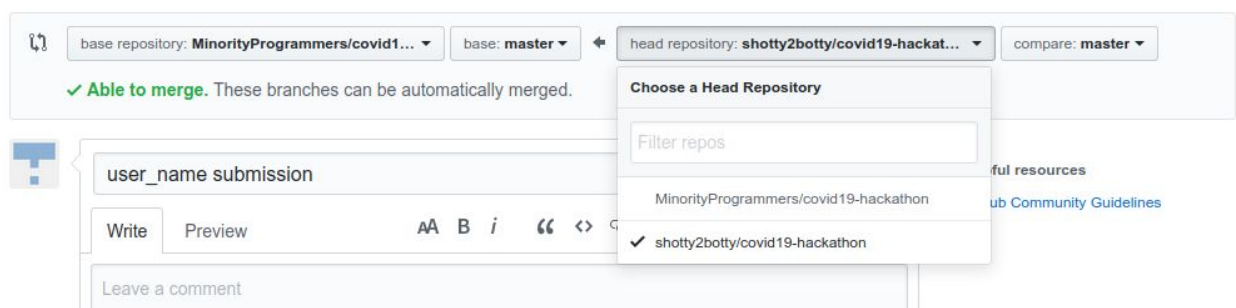 base repository: MinorityProgrammers/covid1... base: master head repository: shotty2botty/covid19-hackat... compare: master
Able to merge. These branches can be automatically merged.
Choose a Head Repository
Filter repos
user_name submission
ful resources
MinorityProgrammers/covid19-hackathon
ub Community Guidelines
Write Preview AA B i “ <>
shotty2botty/covid19-hackathon
Leave a comment